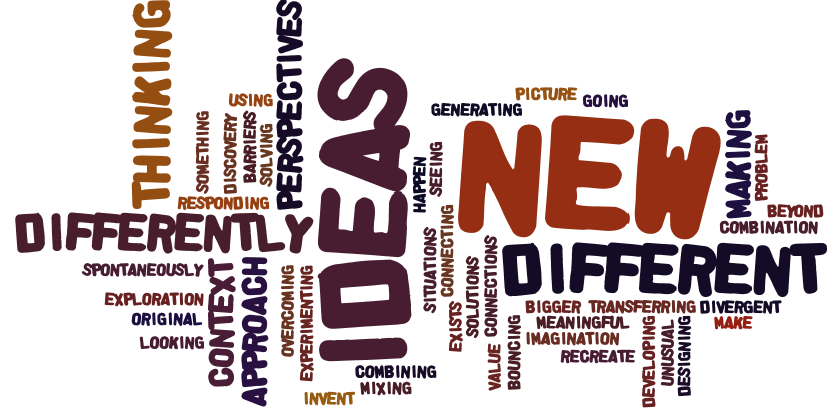 THINKING
PERSPECTIVES
USING
SOMETHING
DISCOVERY
BARRIERS
SOLVING
RESPONDING
DIFFERENTLY
IDEAS
PICTURE
GOING
GENERATING
NEW
MAKING
PROBLEM
HAPPEN
SEEING
BEYOND
COMBINATION
DIFFERENT
SPONTANEOUSLY
EXPLORATION
ORIGINAL
LOOKING
CONTEXT
APPROACH
OVERCOMING
EXPERIMENTING
SITUATIONS
CONNECTING
EXISTS
SOLUTIONS
CONNECTIONS
BIGGER
TRANSFERRING
DIVERGENT
MEANINGFUL
MAKE
IMAGINATION
RECREATE
VALUE
BOUNCING
DEVELOPING
UNUSUAL
DESIGNING
COMBINING
MIXING
INVENT